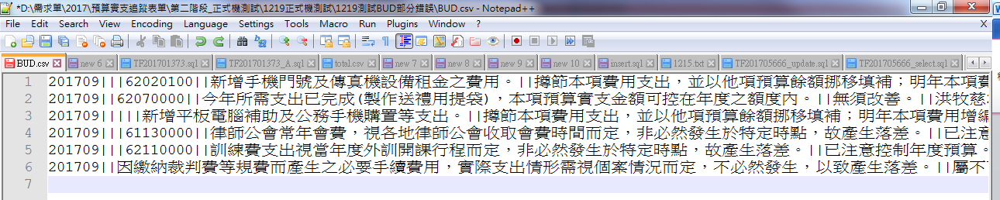 *D:\需求單\2017\預算實支追蹤表單\第二階段_正式機測試\1219正式機測試\1219測試BUD部分錯誤\BUD.csv - Notepad++
File Edit Search View Encoding Language Settings Tools Macro Run Plugins Window ? X
BUD.csv new 6 TF201701373.sql TF201701373_A.sql total.csv new 7 new 8 new 9 new 10 insert.sql 1215.txt TF201705666_update.sql TF201705666_select.sql
1 201709|||62020100||新增手機門號及傳真機設備租金之費用。||撙節本項費用支出，並以他項預算餘額挪移填補；明年本項費
2 201709||62070000||今年所需支出已完成(製作送禮用提袋)，本項預算實支金額可控在年度之額度內。||無須改善。||洪牧慈
3 201709|||||新增平板電腦補助及公務手機購置等支出。||撙節本項費用支出，並以他項預算餘額挪移填補；明年本項費用增編
4 201709||61130000||律師公會常年會費，視各地律師公會收取會費時間而定，非必然發生於特定時點，故產生落差。||已注意
5 201709||62110000||訓練費支出視當年度外訓開課行程而定，非必然發生於特定時點，故產生落差。||已注意控制年度預算。
6 201709||因繳納裁判費等規費而產生之必要手續費用，實際支出情形需視個案情況而定，不必然發生，以致產生落差。||屬不
7